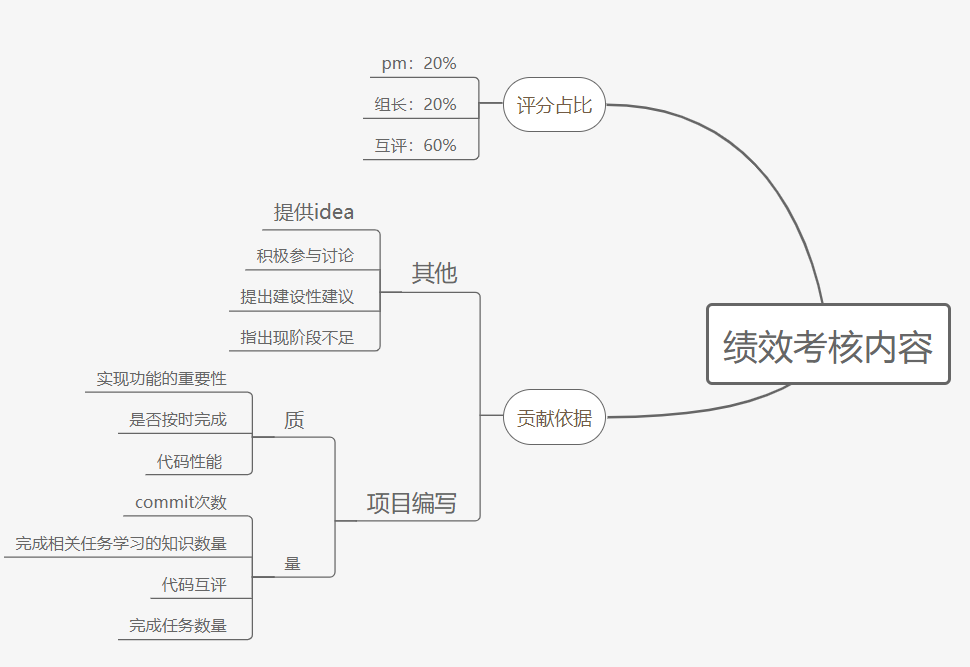 pm：20%
组长：20%
互评：60%
评分占比
提供idea
积极参与讨论
提出建设性建议
指出现阶段不足
其他
绩效考核内容
贡献依据
实现功能的重要性
是否按时完成
代码性能
质
项目编写
commit次数
完成相关任务学习的知识数量
代码互评
完成任务数量
量